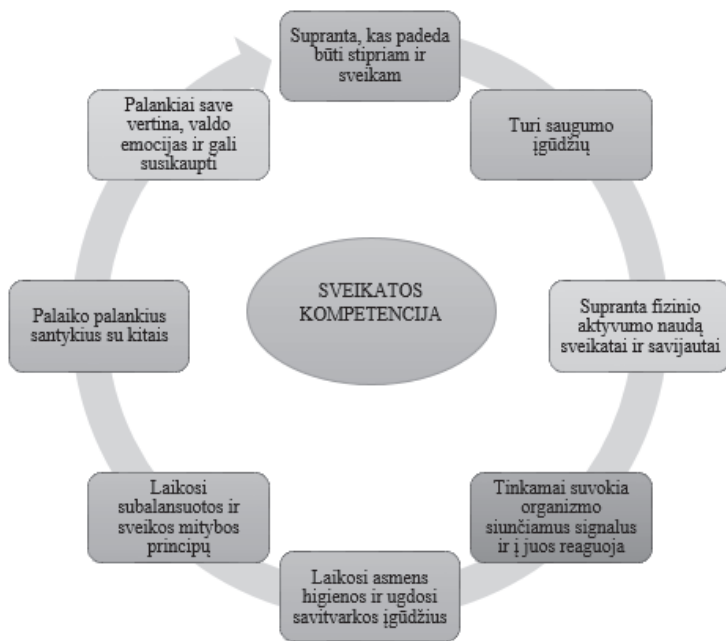 Supranta, kas padeda
būti stipriam ir
sveikam
Turi saugumo
įgūdžių
Supranta fizinio
aktyvumo naudą
sveikatai ir savijautai
Tinkamai suvokia
organizmo
siunčiamus signalus
ir į juos reaguoja
Laikosi asmens
higienos ir ugdosi
savitvarkos įgūdžius
Laikosi
subalansuotos ir
sveikos mitybos
principų
Palaiko palankius
santykius su kitais
Palankiai save
vertina, valdo
emocijas ir gali
susikaupti
SVEIKATOS
KOMPETENCIJA